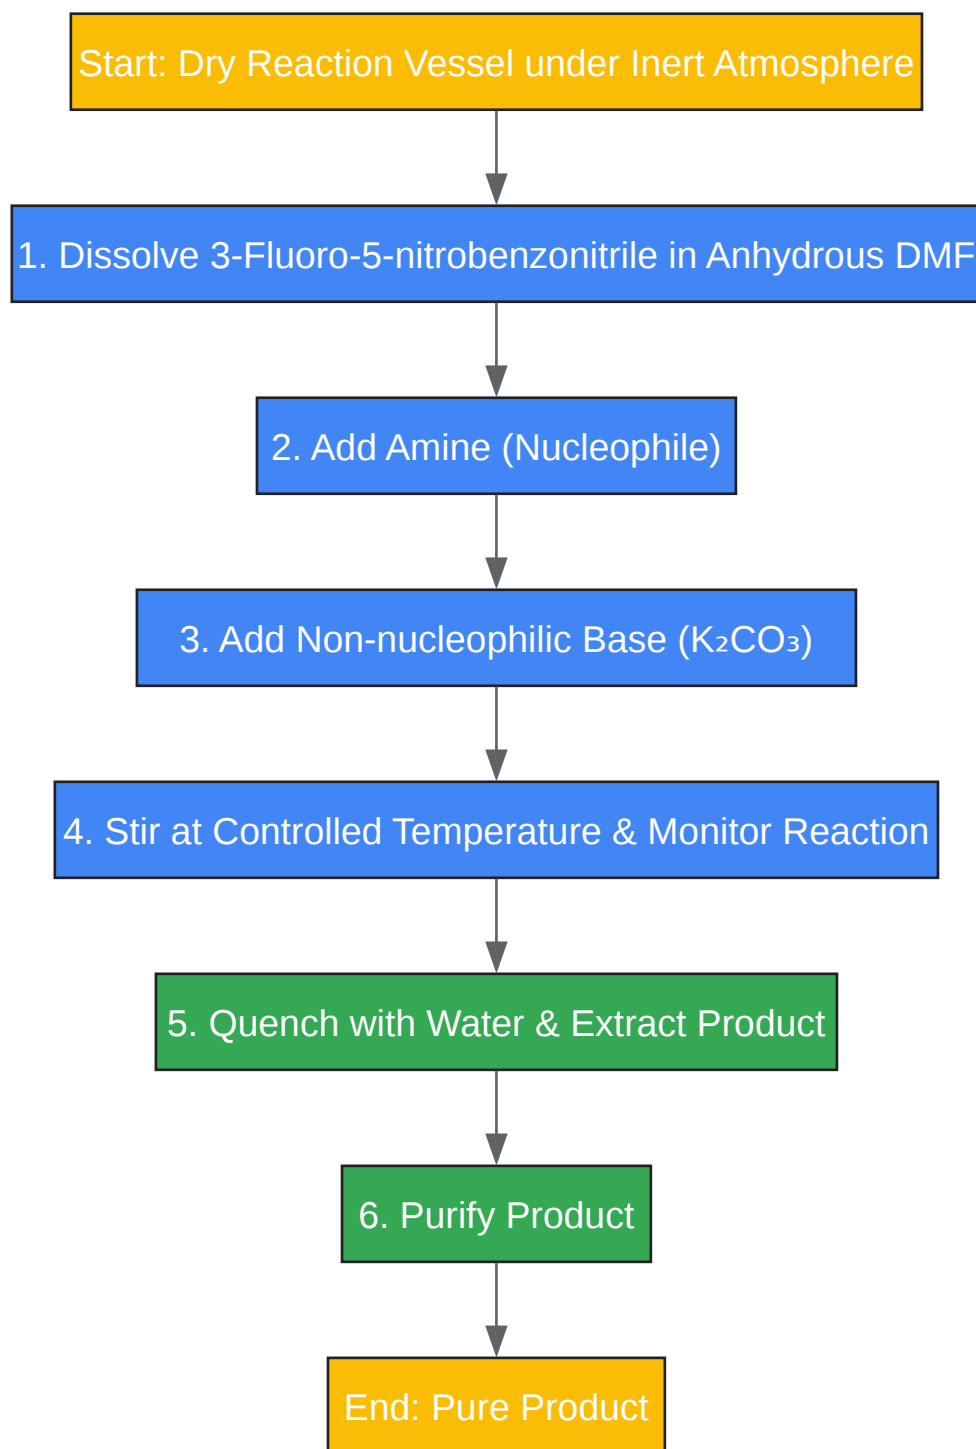 Start: Dry Reaction Vessel under Inert Atmosphere
1. Dissolve 3-Fluoro-5-nitrobenzonitrile in Anhydrous DMF
2. Add Amine (Nucleophile)
3. Add Non-nucleophilic Base (K₂CO₃)
4. Stir at Controlled Temperature & Monitor Reaction
5. Quench with Water & Extract Product
6. Purify Product
End: Pure Product